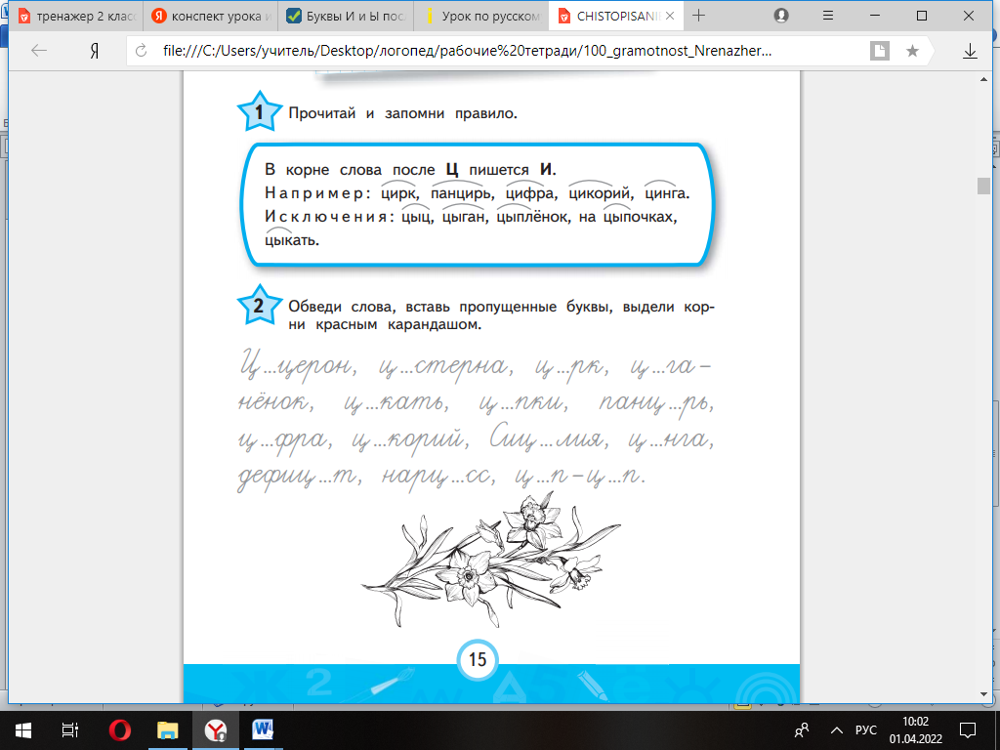 тренажер 2 клас
конспект урока и
Буквы И и Ы пос
Урок по русском
CHISTOPISANI
file:///C:/Users/учитель/Desktop/логопед/рабочие%20тетради/100_gramotnost_Nrenazher...
1 Прочитай и запомни правило.
В корне слова после Ц пишется И.
Например: цирк, панцирь, цифра, цикорий, цинга.
Исключения: цыц, цыган, цыплёнок, на цыпочках,
цыкать.
2 Обведи слова, вставь пропущенные буквы, выдели кор-
ни красным карандашом.
Ц...церон, ц...стерна, ц...рк, ц...га-
нёнок, ц...кать, ц...пки, панц...рь,
ц...фра, ц...корий, Сиц...лия, ц...нга,
дефиц...т, нарц...сс, ц...п-ц...п.
15
РУС
10:02
01.04.2022